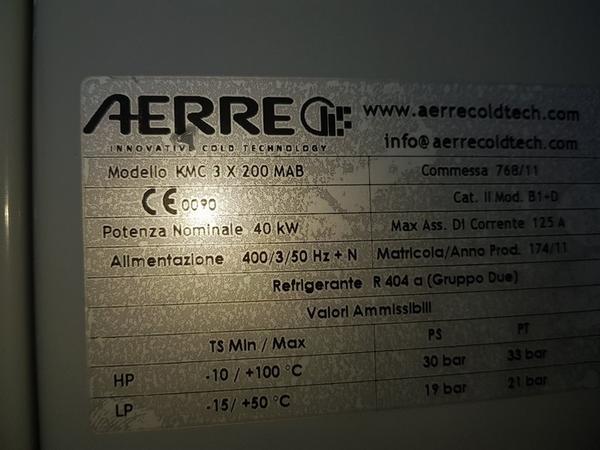 AERRE www.aerrecoldtech.com
INNOVATIVE COLD TECHNOLOGY info@aerrecoldtech.com
Modello KMC 3 X 200 MAB Commessa 768/11
CE 0090 Cat. II Mod. B1+D
Potenza Nominale 40 kW Max Ass. Di Corrente 125 A
Alimentazione 400/3/50 Hz + N Matricola/Anno Prod. 174/11
Refrigerante R 404 a (Gruppo Due)
Valori Ammissibili
TS Min / Max PS PT
HP -10 / +100 °C 30 bar 33 bar
LP -15/ +50 °C 19 bar 21 bar